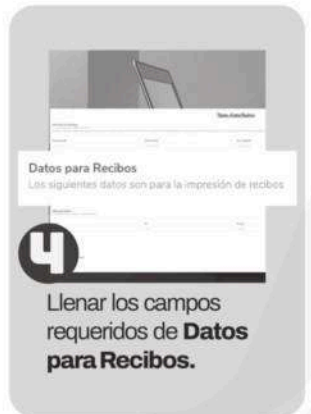 Datos para Recibos
Los siguientes datos son para la impresión de recibos
4
Llenar los campos
requeridos de Datos
para Recibos.